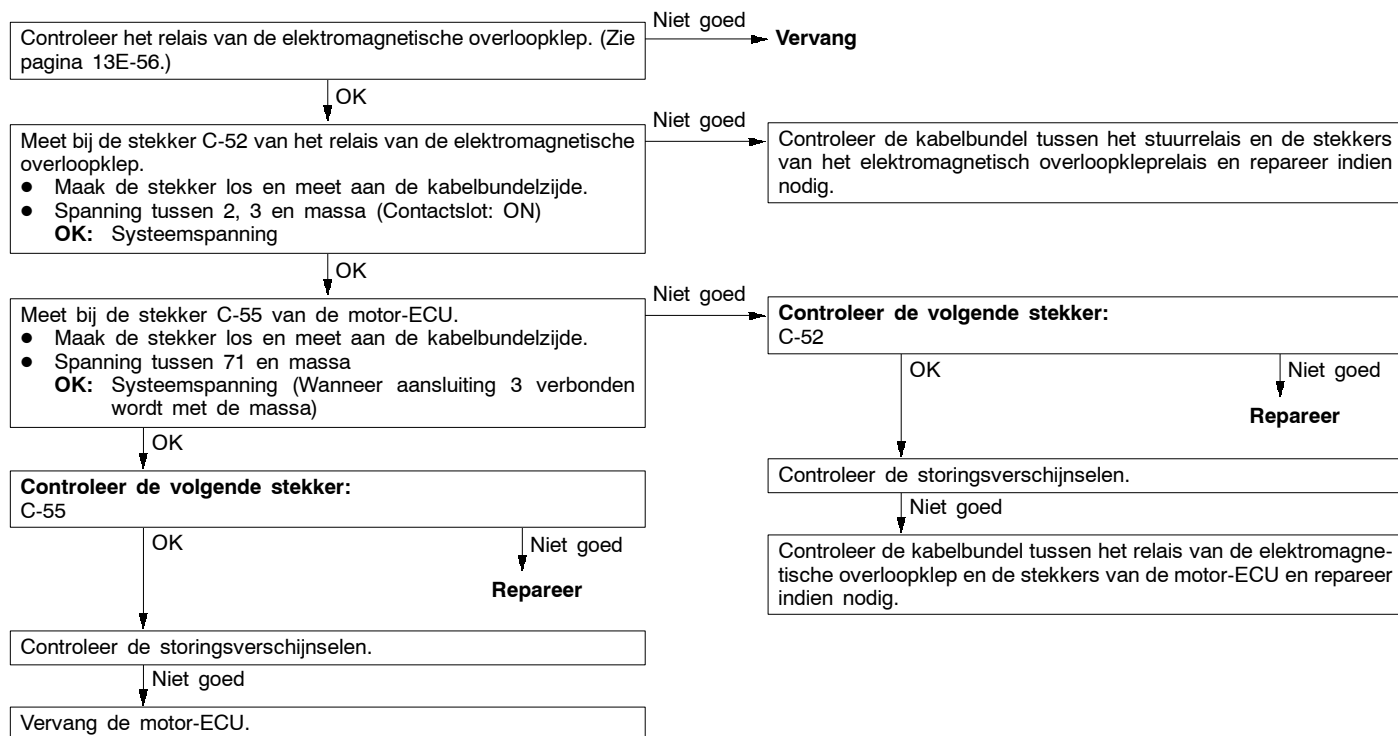 Controleer het relais van de elektromagnetische overloopklep. (Zie
pagina 13E-56.)
Niet goed
Vervang
OK
Meet bij de stekker C-52 van het relais van de elektromagnetische
overloopklep.
● Maak de stekker los en meet aan de kabelbundelzijde.
● Spanning tussen 2, 3 en massa (Contactslot: ON)
OK: Systeemspanning
Niet goed
Controleer de kabelbundel tussen het stuurrelais en de stekkers
van het elektromagnetisch overloopkleprelais en repareer indien
nodig.
OK
Meet bij de stekker C-55 van de motor-ECU.
● Maak de stekker los en meet aan de kabelbundelzijde.
● Spanning tussen 71 en massa
OK: Systeemspanning (Wanneer aansluiting 3 verbonden
wordt met de massa)
Niet goed
Controleer de volgende stekker:
C-52
OK
Niet goed
Repareer
Controleer de storingsverschijnselen.
Niet goed
Controleer de kabelbundel tussen het relais van de elektromagne-
tische overloopklep en de stekkers van de motor-ECU en repareer
indien nodig.
OK
Controleer de volgende stekker:
C-55
OK
Niet goed
Repareer
Controleer de storingsverschijnselen.
Niet goed
Vervang de motor-ECU.